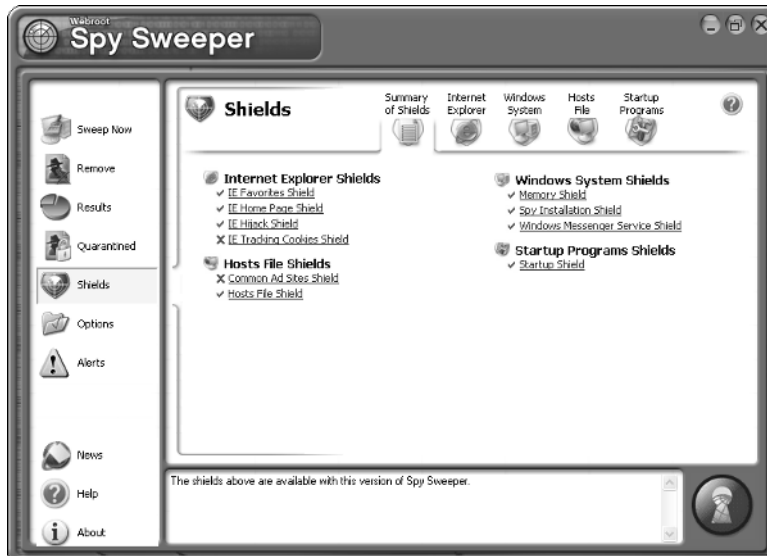 Webroot
Spy Sweeper
Sweep Now
Remove
Results
Quarantined
Shields
Options
Alerts
News
Help
About
Shields
Summary of Shields
Internet Explorer
Windows System
Hosts File
Startup Programs
Internet Explorer Shields
IE Favorites Shield
IE Home Page Shield
IE Hijack Shield
IE Tracking Cookies Shield
Hosts File Shields
Common Ad Sites Shield
Hosts File Shield
Windows System Shields
Memory Shield
Spy Installation Shield
Windows Messenger Service Shield
Startup Programs Shields
Startup Shield
The shields above are available with this version of Spy Sweeper.